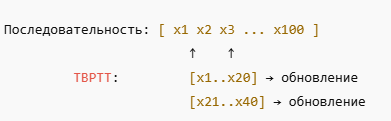 Последовательность: [ x1 x2 x3 ... x100 ]
↑ ↑
TBPTT: [x1..x20] → обновление
[x21..x40] → обновление